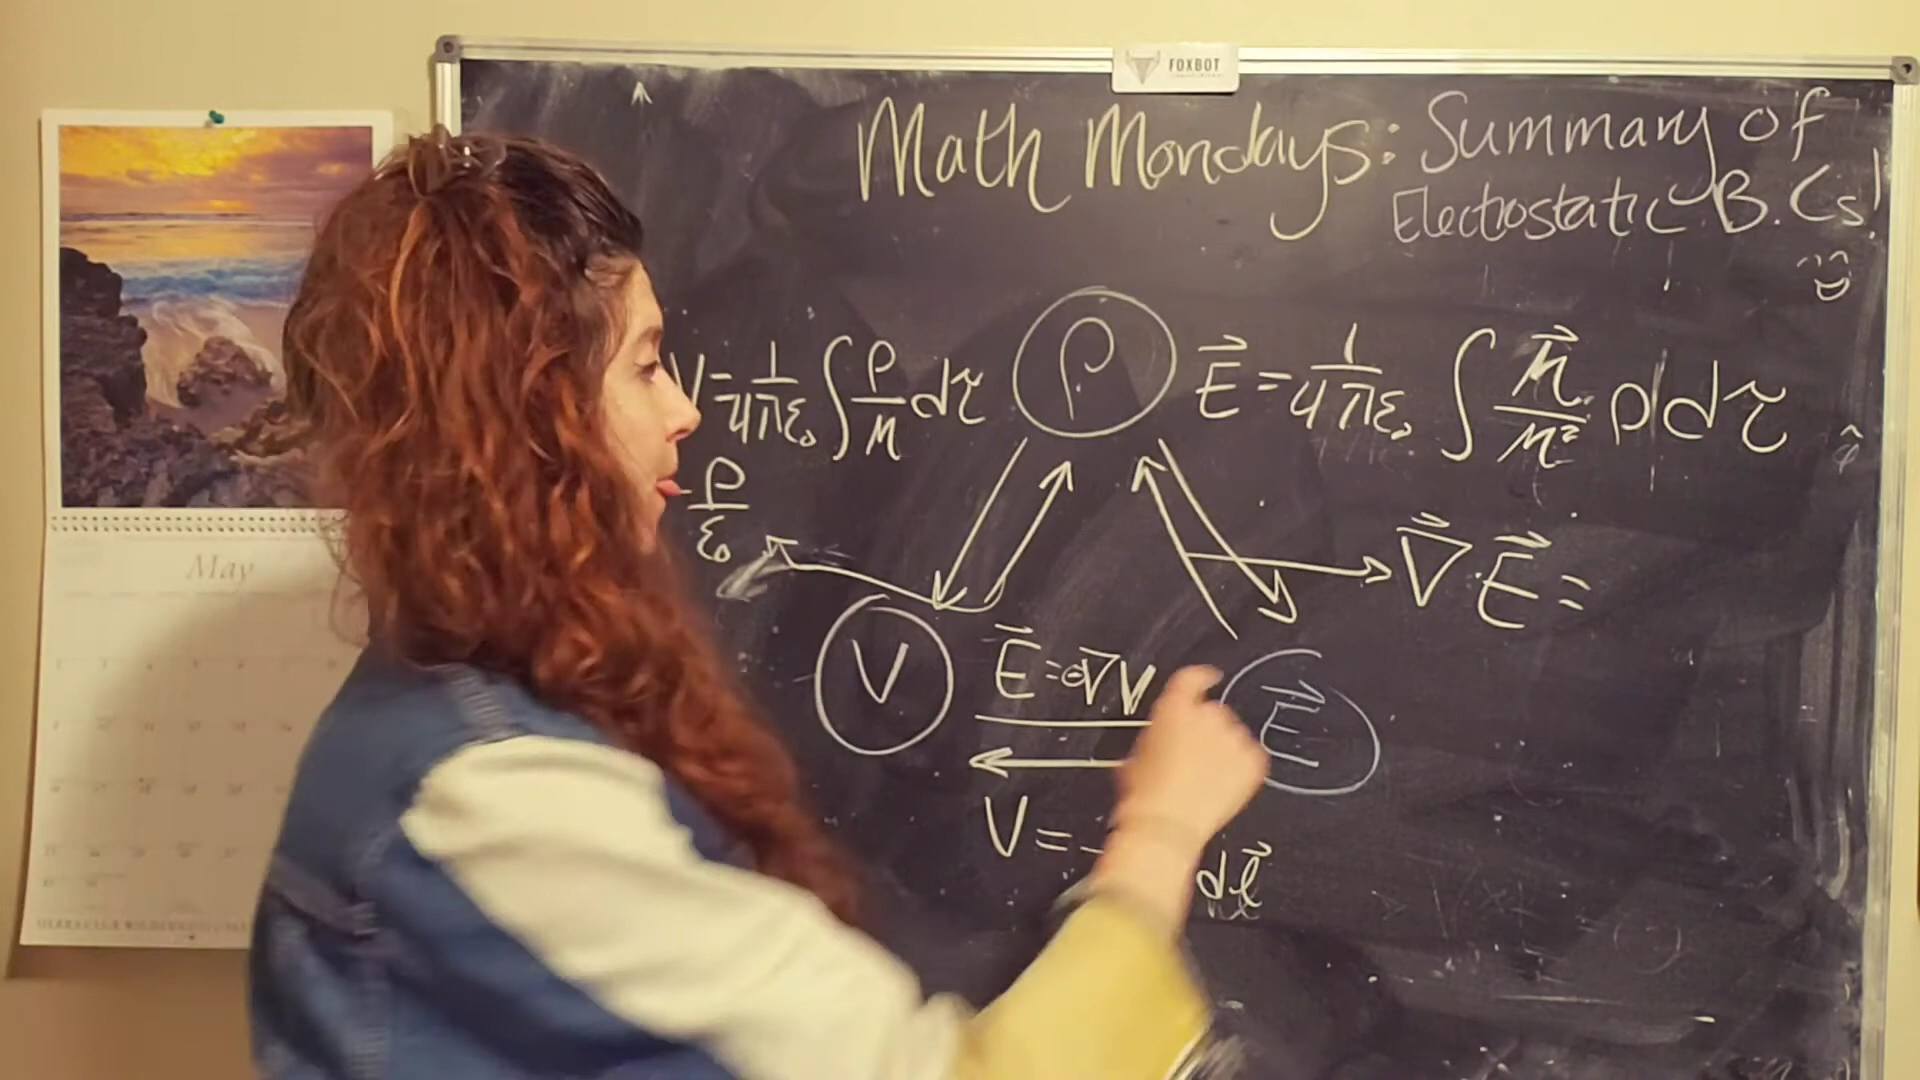 FOXBOT
Math Mondays: Summary of
Electrostatic B.Cs!
V = 1/4πε₀ ∫ ρ/r dτ
ρ
E⃗ = 1/4πε₀ ∫ r⃗/r² ρ dτ
ρ/ε₀
∇⃗·E⃗ =
V
E⃗ = -∇⃗V
E⃗
V = -
dl⃗
May